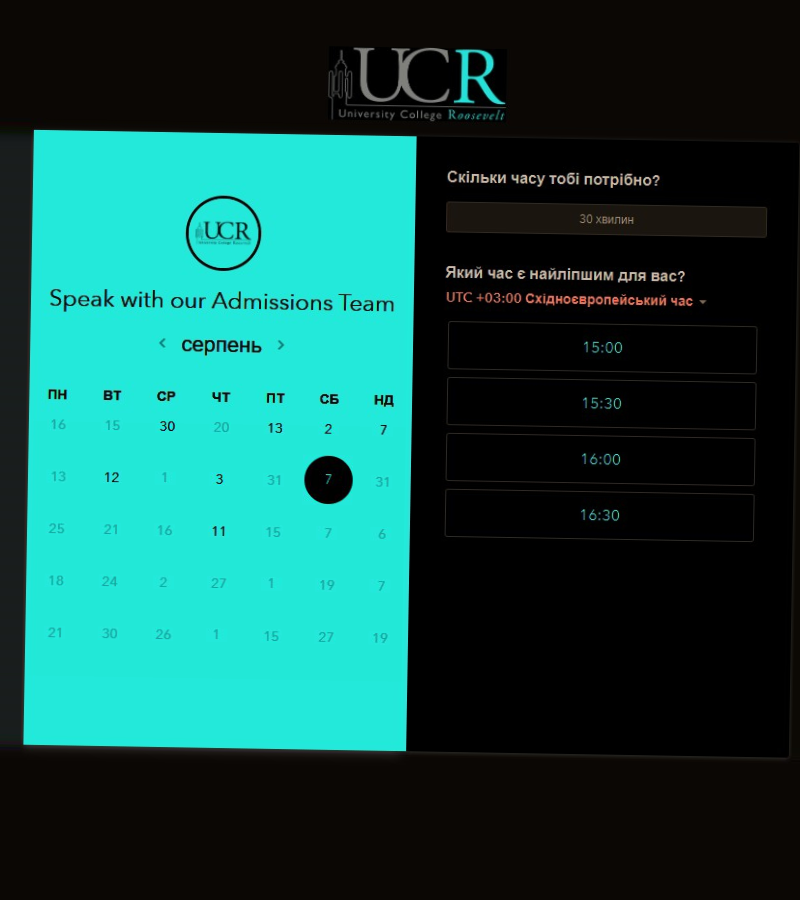 UCR
University College Roosevelt
UCR
Speak with our Admissions Team
серпень
ПН ВТ СР ЧТ ПТ СБ НД
16 15 30 20 13 2 7
13 12 1 3 31 7 31
25 21 16 11 15 7 6
18 24 2 27 1 19 7
21 30 26 1 15 27 19
Скільки часу тобі потрібно?
30 хвилин
Який час є найліпшим для вас?
UTC +03:00 Східноєвропейський час
15:00
15:30
16:00
16:30